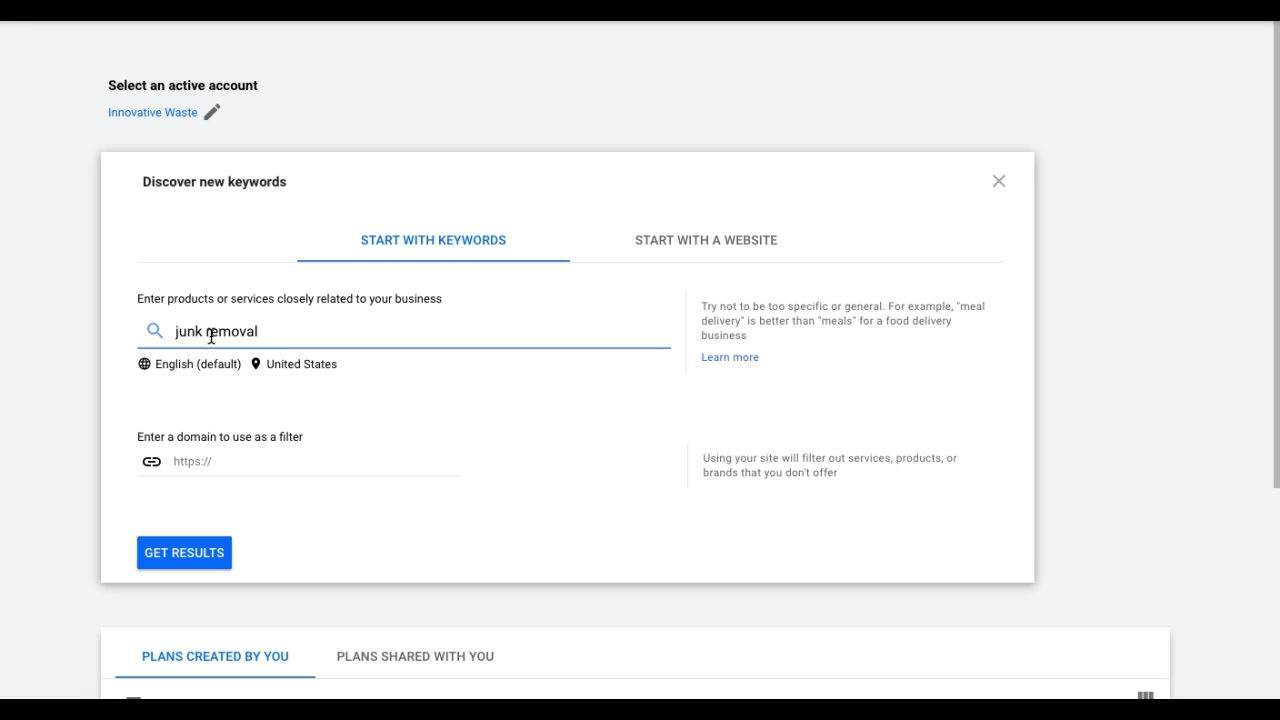 Select an active account
Innovative Waste
Discover new keywords
START WITH KEYWORDS
START WITH A WEBSITE
Enter products or services closely related to your business
junk removal
English (default)
United States
Try not to be too specific or general. For example, "meal
delivery" is better than "meals" for a food delivery
business
Learn more
Enter a domain to use as a filter
https://
Using your site will filter out services, products, or
brands that you don't offer
GET RESULTS
PLANS CREATED BY YOU
PLANS SHARED WITH YOU